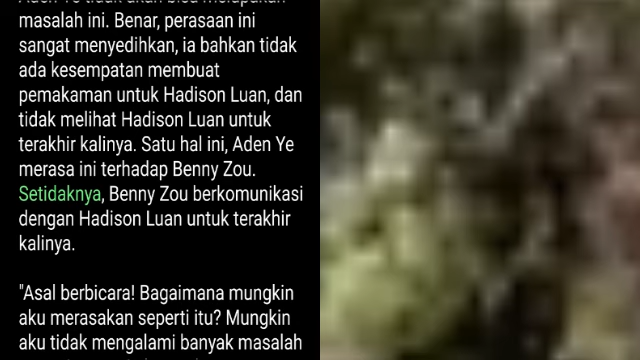 masalah ini. Benar, perasaan ini
sangat menyedihkan, ia bahkan tidak
ada kesempatan membuat
pemakaman untuk Hadison Luan, dan
tidak melihat Hadison Luan untuk
terakhir kalinya. Satu hal ini, Aden Ye
merasa ini terhadap Benny Zou.
Setidaknya, Benny Zou berkomunikasi
dengan Hadison Luan untuk terakhir
kalinya.

"Asal berbicara! Bagaimana mungkin
aku merasakan seperti itu? Mungkin
aku tidak mengalami banyak masalah